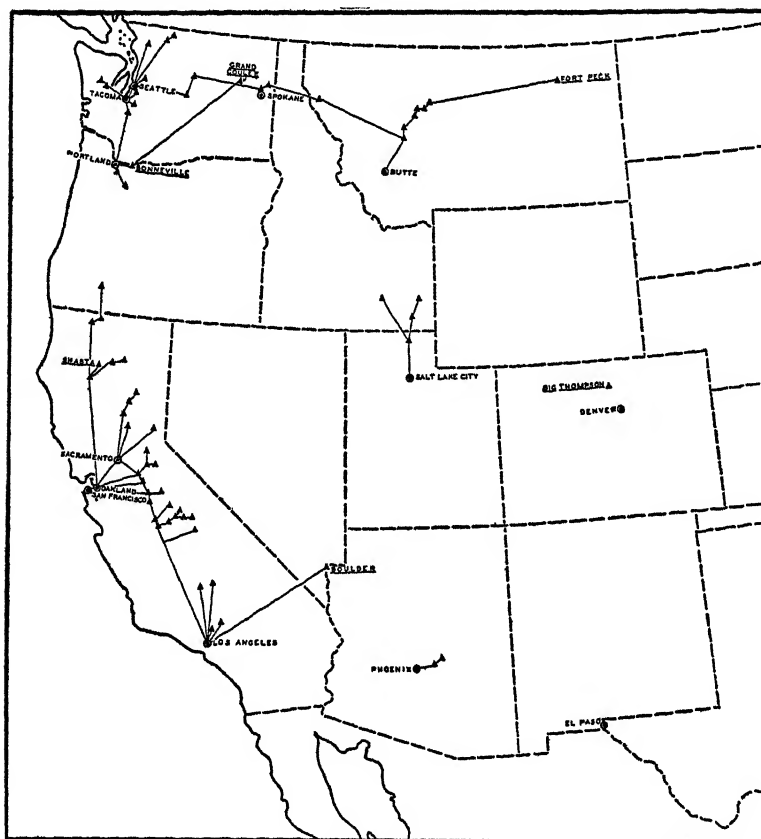 GRAND
COULEE
SEATTLE
TACOMA
SPOKANE
FORT PECK
PORTLAND
BONNEVILLE
BUTTE
SHASTA
SALT LAKE CITY
BIG THOMPSON
DENVER
SACRAMENTO
OAKLAND
SAN FRANCISCO
BOULDER
LOS ANGELES
PHOENIX
EL PASO